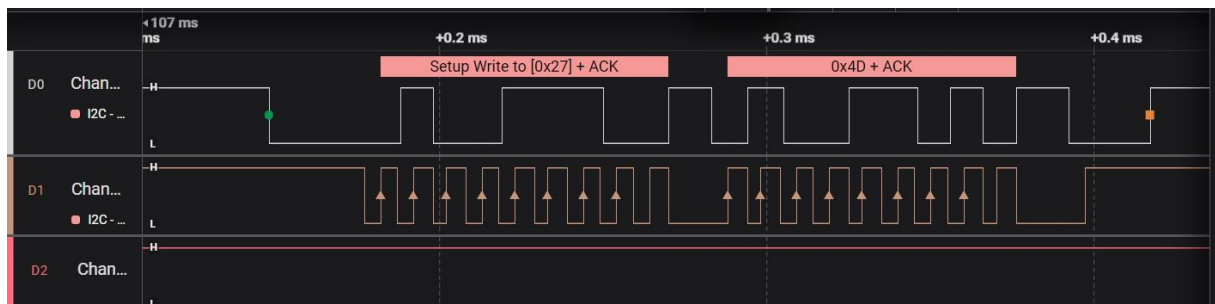 107 ms
ms +0.2 ms +0.3 ms +0.4 ms
Setup Write to [0x27] + ACK 0x4D + ACK
D0 Chan... H
I2C - ...
L
D1 Chan... H
I2C - ...
L
D2 Chan... H
L